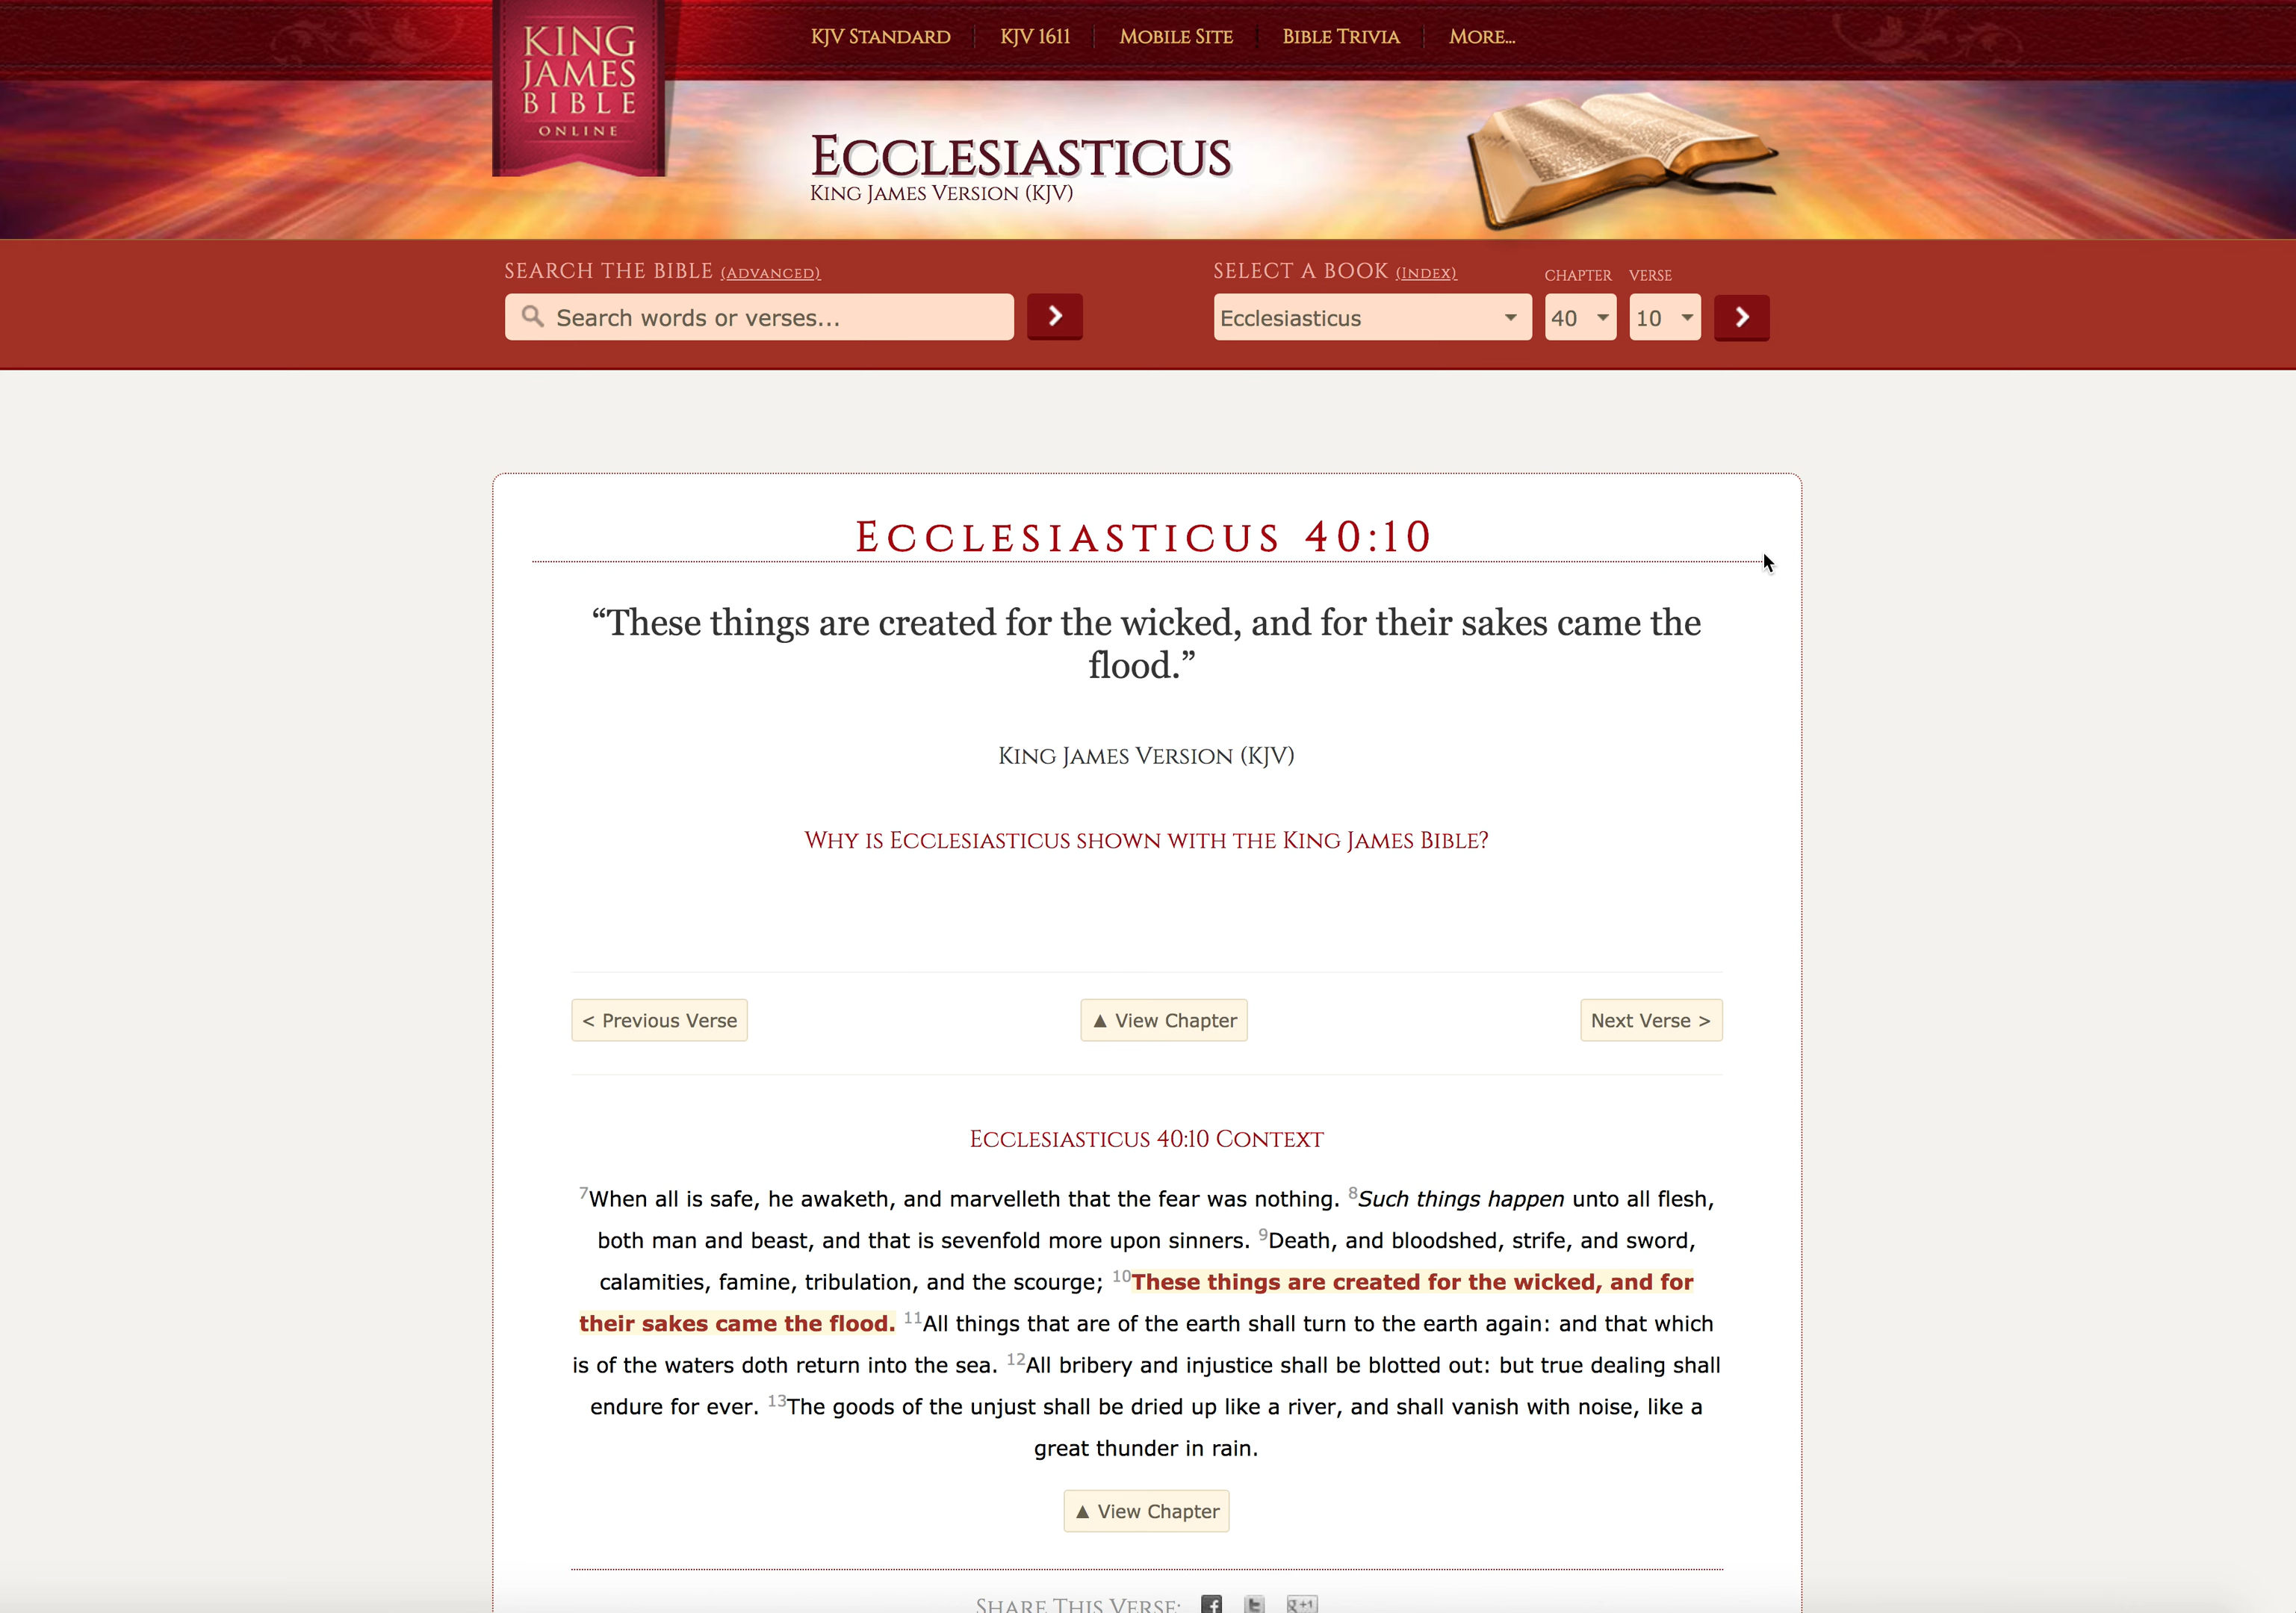 KING
JAMES
BIBLE
ONLINE
KJV Standard
KJV 1611
Mobile Site
Bible Trivia
More...
Ecclesiasticus
King James Version (KJV)
SEARCH THE BIBLE (Advanced)
Search words or verses...
SELECT A BOOK (Index)
CHAPTER
VERSE
Ecclesiasticus
40
10
Ecclesiasticus 40:10
“These things are created for the wicked, and for their sakes came the
flood.”
King James Version (KJV)
Why is Ecclesiasticus shown with the King James Bible?
< Previous Verse
▲ View Chapter
Next Verse >
Ecclesiasticus 40:10 Context
7When all is safe, he awaketh, and marvelleth that the fear was nothing. 8Such things happen unto all flesh,
both man and beast, and that is sevenfold more upon sinners. 9Death, and bloodshed, strife, and sword,
calamities, famine, tribulation, and the scourge; 10These things are created for the wicked, and for
their sakes came the flood. 11All things that are of the earth shall turn to the earth again: and that which
is of the waters doth return into the sea. 12All bribery and injustice shall be blotted out: but true dealing shall
endure for ever. 13The goods of the unjust shall be dried up like a river, and shall vanish with noise, like a
great thunder in rain.
▲ View Chapter
Share This Verse:
f
t
g+1